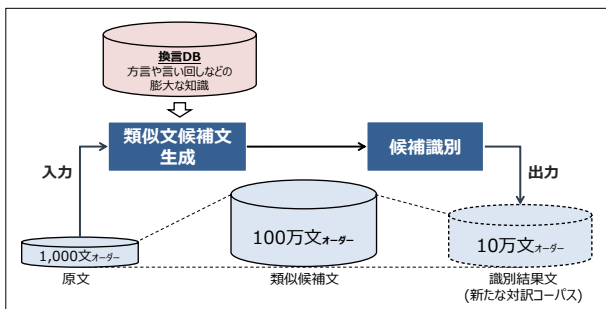 換言DB
方言や言い回しなどの
膨大な知識
類似文候補文
生成
候補識別
入力
出力
1,000文オーダー
100万文オーダー
10万文オーダー
原文
類似候補文
識別結果文
(新たな対訳コーパス)